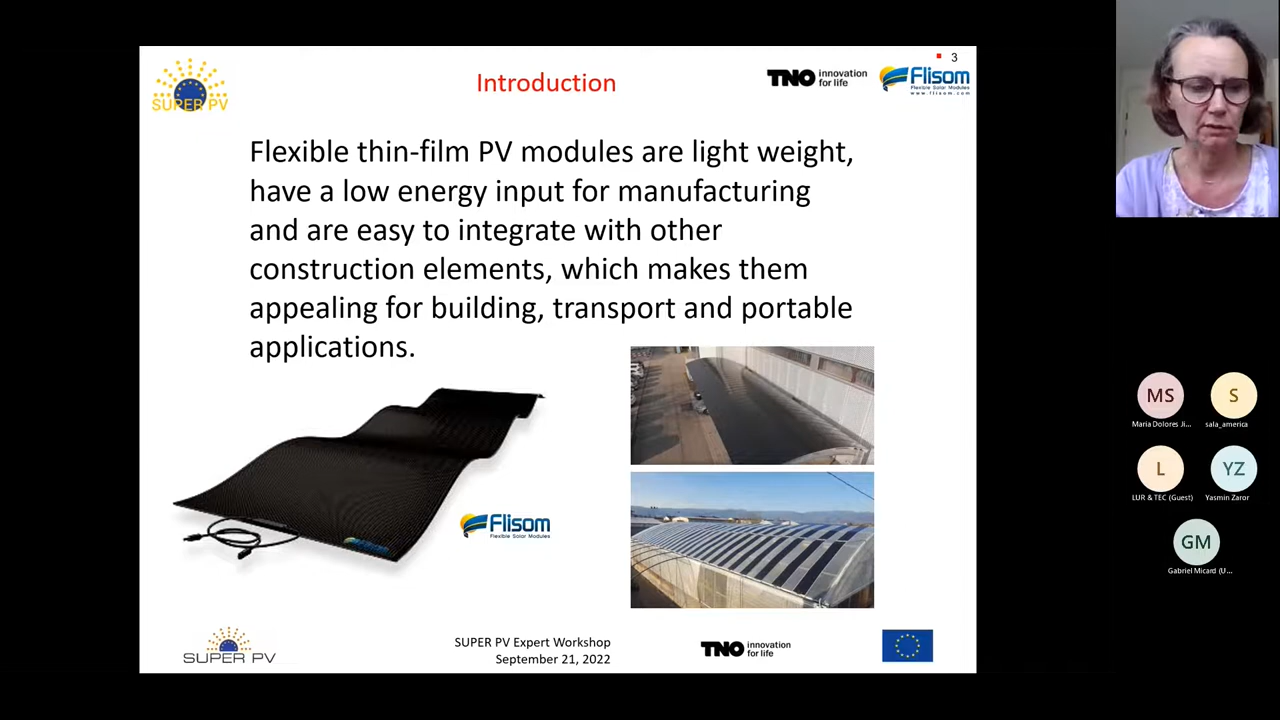 3
SUPER PV
Introduction
TNO innovation for life
Flisom
Flexible Solar Modules
www.flisom.com
Flexible thin-film PV modules are light weight,
have a low energy input for manufacturing
and are easy to integrate with other
construction elements, which makes them
appealing for building, transport and portable
applications.
Flisom
Flexible Solar Modules
SUPER PV
SUPER PV Expert Workshop
September 21, 2022
TNO innovation for life
MS
Maria Dolores Ji...
S
sala_america
L
LUR & TEC (Guest)
YZ
Yasmin Zaror
GM
Gabriel Micard (U...